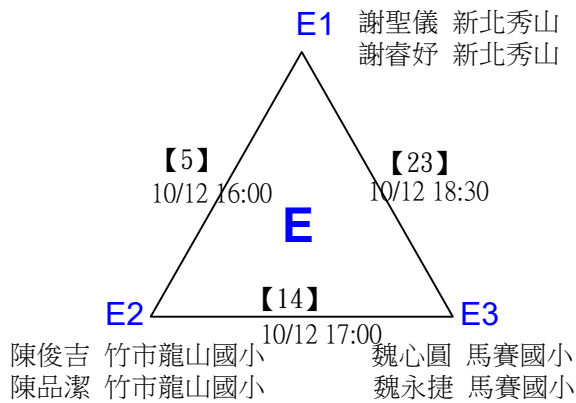 E1
謝聖儀 新北秀山
謝睿妤 新北秀山
【5】
10/12 16:00
【23】
10/12 18:30
E
E2
【14】
10/12 17:00
E3
陳俊吉 竹市龍山國小
陳品潔 竹市龍山國小
魏心圓 馬賽國小
魏永捷 馬賽國小